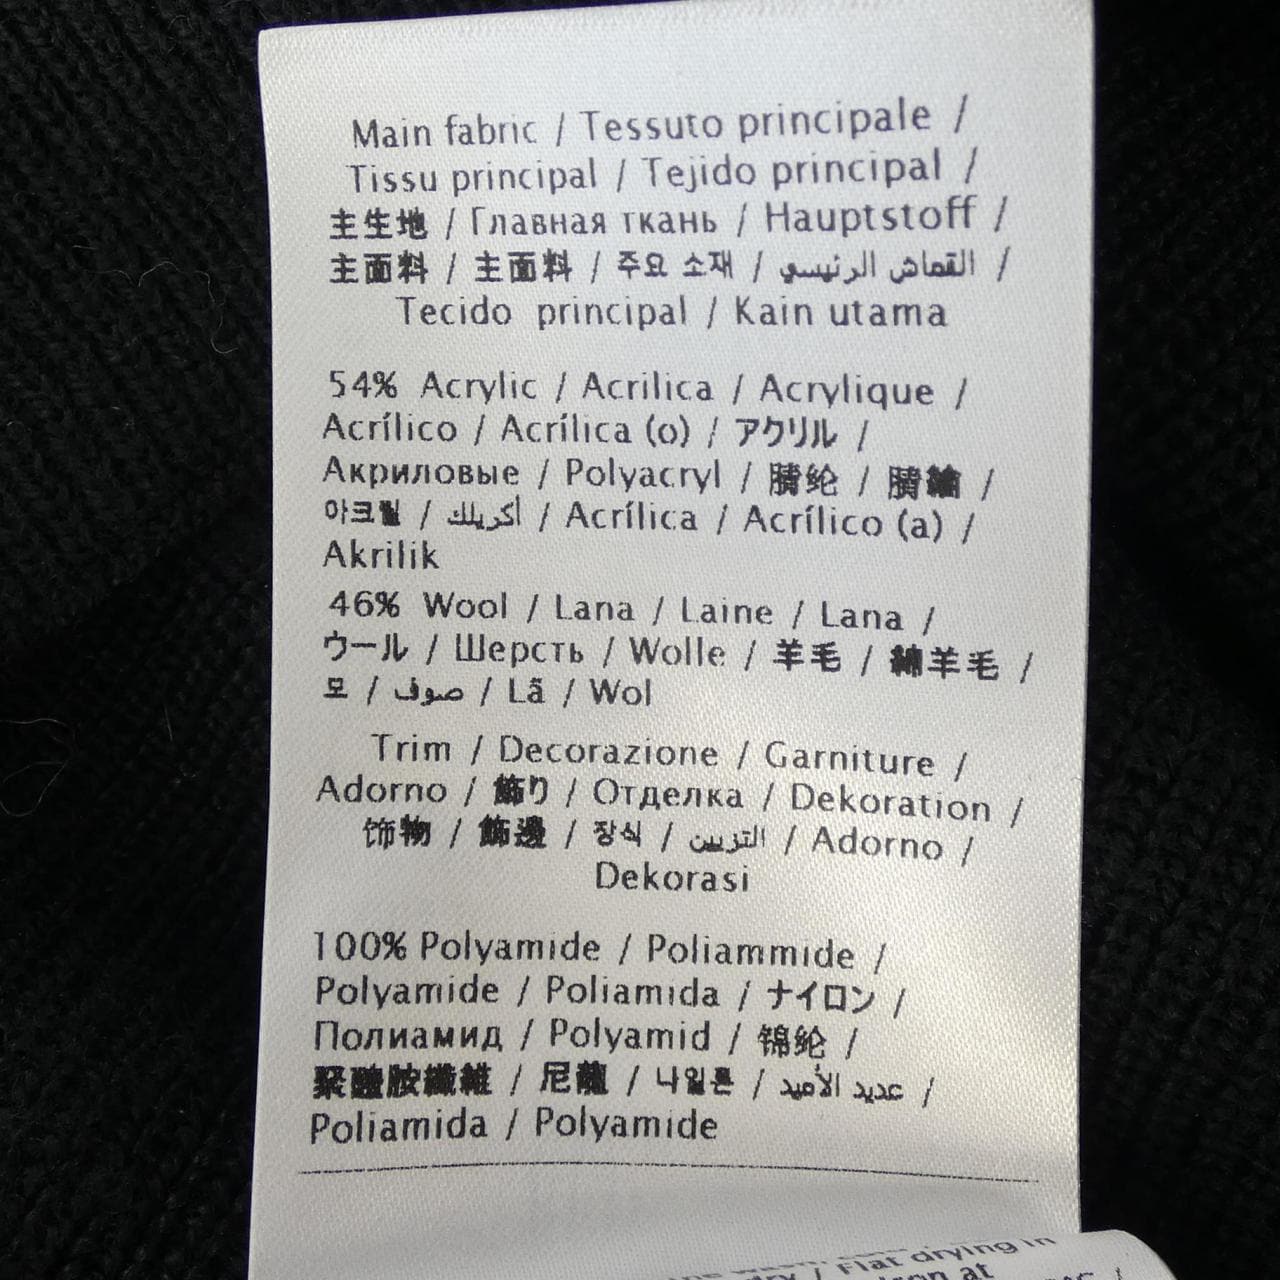 Main fabric / Tessuto principale /
Tissu principal / Tejido principal /
主生地 / Главная ткань / Hauptstoff /
主面料 / 主面料 / 주요 소재 / القماش الرئيسي /
Tecido principal / Kain utama
54% Acrylic / Acrilica / Acrylique /
Acrílico / Acrílica (o) / アクリル /
Акриловые / Polyacryl / 腈纶 / 腈綸 /
아크릴 / أكريلك / Acrílica / Acrílico (a) /
Akrilik
46% Wool / Lana / Laine / Lana /
ウール / Шерсть / Wolle / 羊毛 / 綿羊毛 /
모 / صوف / Lã / Wol
Trim / Decorazione / Garniture /
Adorno / 飾り / Отделка / Dekoration /
饰物 / 飾邊 / 장식 / التزيين / Adorno /
Dekorasi
100% Polyamide / Poliammide /
Polyamide / Poliamida / ナイロン /
Полиамид / Polyamid / 锦纶 /
聚醯胺纖維 / 尼龍 / 나일론 / عديد الأميد /
Poliamida / Polyamide
dry / Flat drying in
iron at